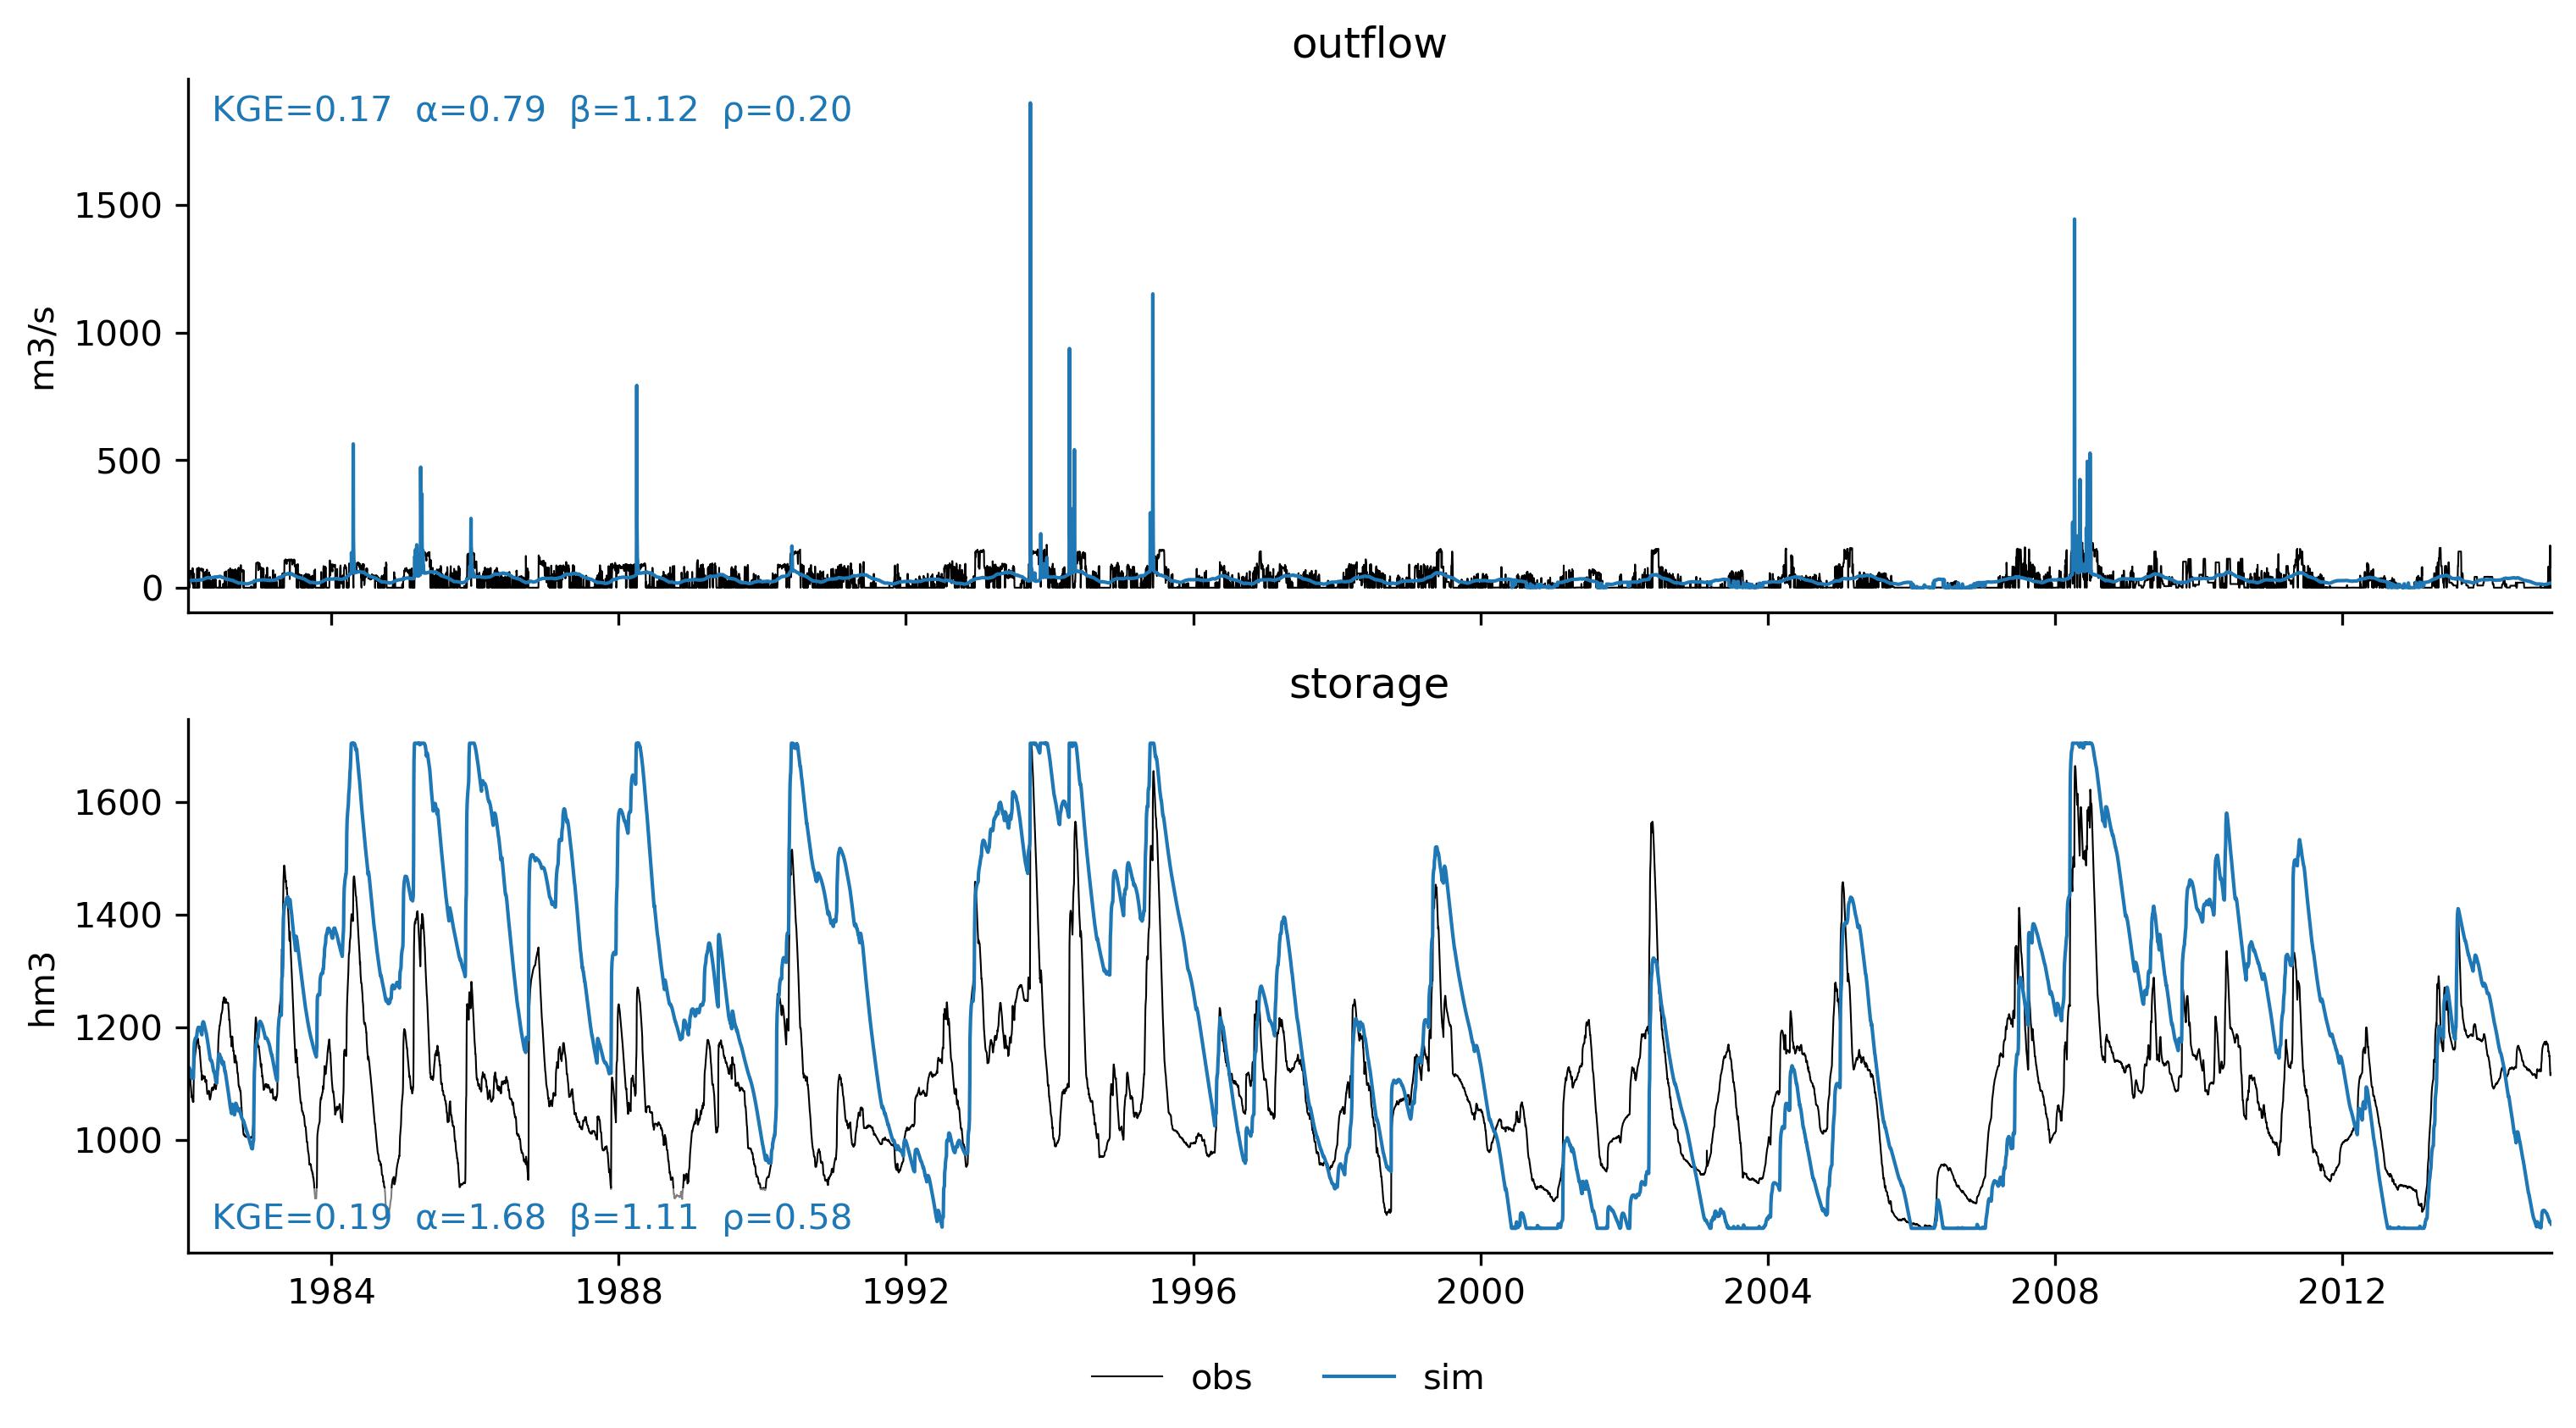 outflow
KGE=0.17 α=0.79 β=1.12 ρ=0.20
m3/s
1500
1000
500
0
storage
hm3
1600
1400
1200
1000
KGE=0.19 α=1.68 β=1.11 ρ=0.58
1984 1988 1992 1996 2000 2004 2008 2012
obs sim